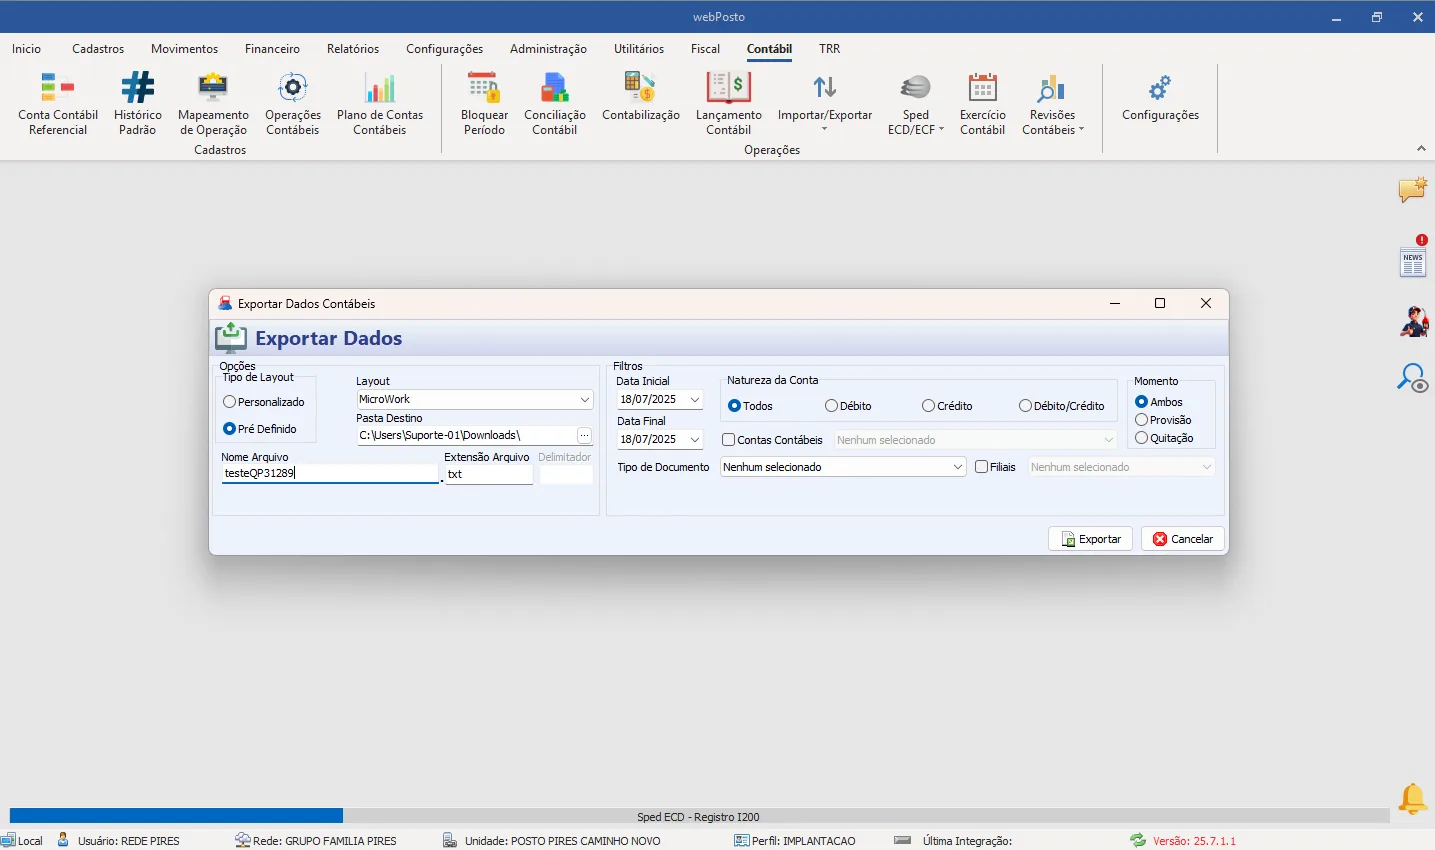 webPosto
Inicio Cadastros Movimentos Financeiro Relatórios Configurações Administração Utilitários Fiscal Contábil TRR
Conta Contábil Referencial
Histórico Padrão
Mapeamento de Operação
Operações Contábeis
Plano de Contas Contábeis
Cadastros
Bloquear Período
Conciliação Contábil
Contabilização
Lançamento Contábil
Importar/Exportar
Sped ECD/ECF
Exercício Contábil
Revisões Contábeis
Operações
Configurações
NEWS
Exportar Dados Contábeis
Exportar Dados
Opções
Tipo de Layout
Personalizado
Pré Definido
Layout
MicroWork
Pasta Destino
C:\Users\Suporte-01\Downloads\
...
Nome Arquivo
testeQP31289
.
Extensão Arquivo
txt
Delimitador
Filtros
Data Inicial
18/07/2025
Data Final
18/07/2025
Natureza da Conta
Todos Débito Crédito Débito/Crédito
Momento
Ambos
Provisão
Quitação
Contas Contábeis Nenhum selecionado
Tipo de Documento Nenhum selecionado
Filiais Nenhum selecionado
Exportar
Cancelar
Sped ECD - Registro I200
Local Usuário: REDE PIRES Rede: GRUPO FAMILIA PIRES Unidade: POSTO PIRES CAMINHO NOVO Perfil: IMPLANTACAO Última Integração: Versão: 25.7.1.1